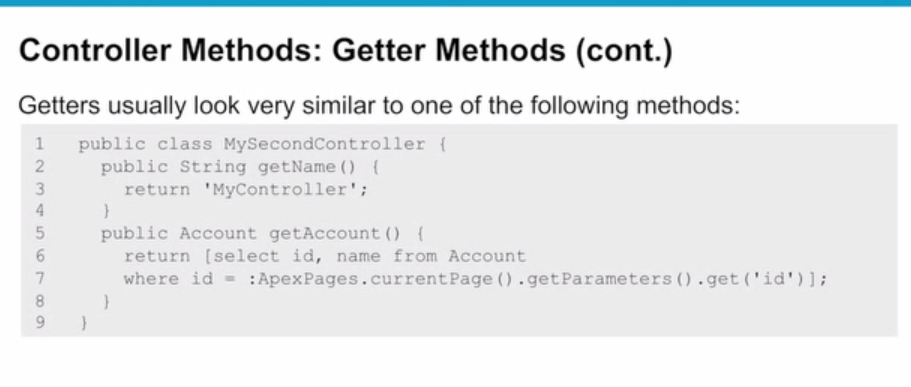 Controller Methods: Getter Methods (cont.)
Getters usually look very similar to one of the following methods:
1 public class MySecondController {
2 public String getName() {
3 return 'MyController';
4 }
5 public Account getAccount() {
6 return [select id, name from Account
7 where id = :ApexPages.currentPage().getParameters().get('id')];
8 }
9 }